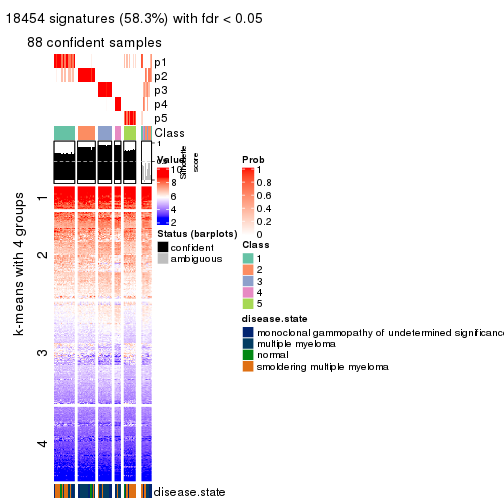 18454 signatures (58.3%) with fdr < 0.05
88 confident samples
p1
p2
p3
p4
p5
Class
1
0
Silhouette
score
Value
10
8
6
4
2
Status (barplots)
confident
ambiguous
Prob
1
0.8
0.6
0.4
0.2
0
Class
1
2
3
4
5
disease.state
monoclonal gammopathy of undetermined significance
multiple myeloma
normal
smoldering multiple myeloma
k-means with 4 groups
1
2
3
4
disease.state